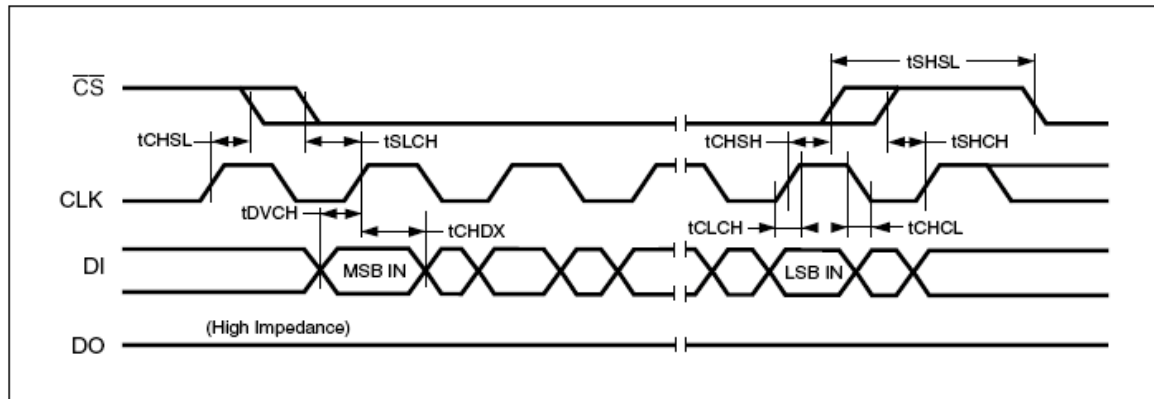 tSHSL
CS
tCHSL
tSLCH
tCHSH
tSHCH
CLK
tDVCH
tCHDX
tCLCH
tCHCL
DI
MSB IN
LSB IN
(High Impedance)
DO